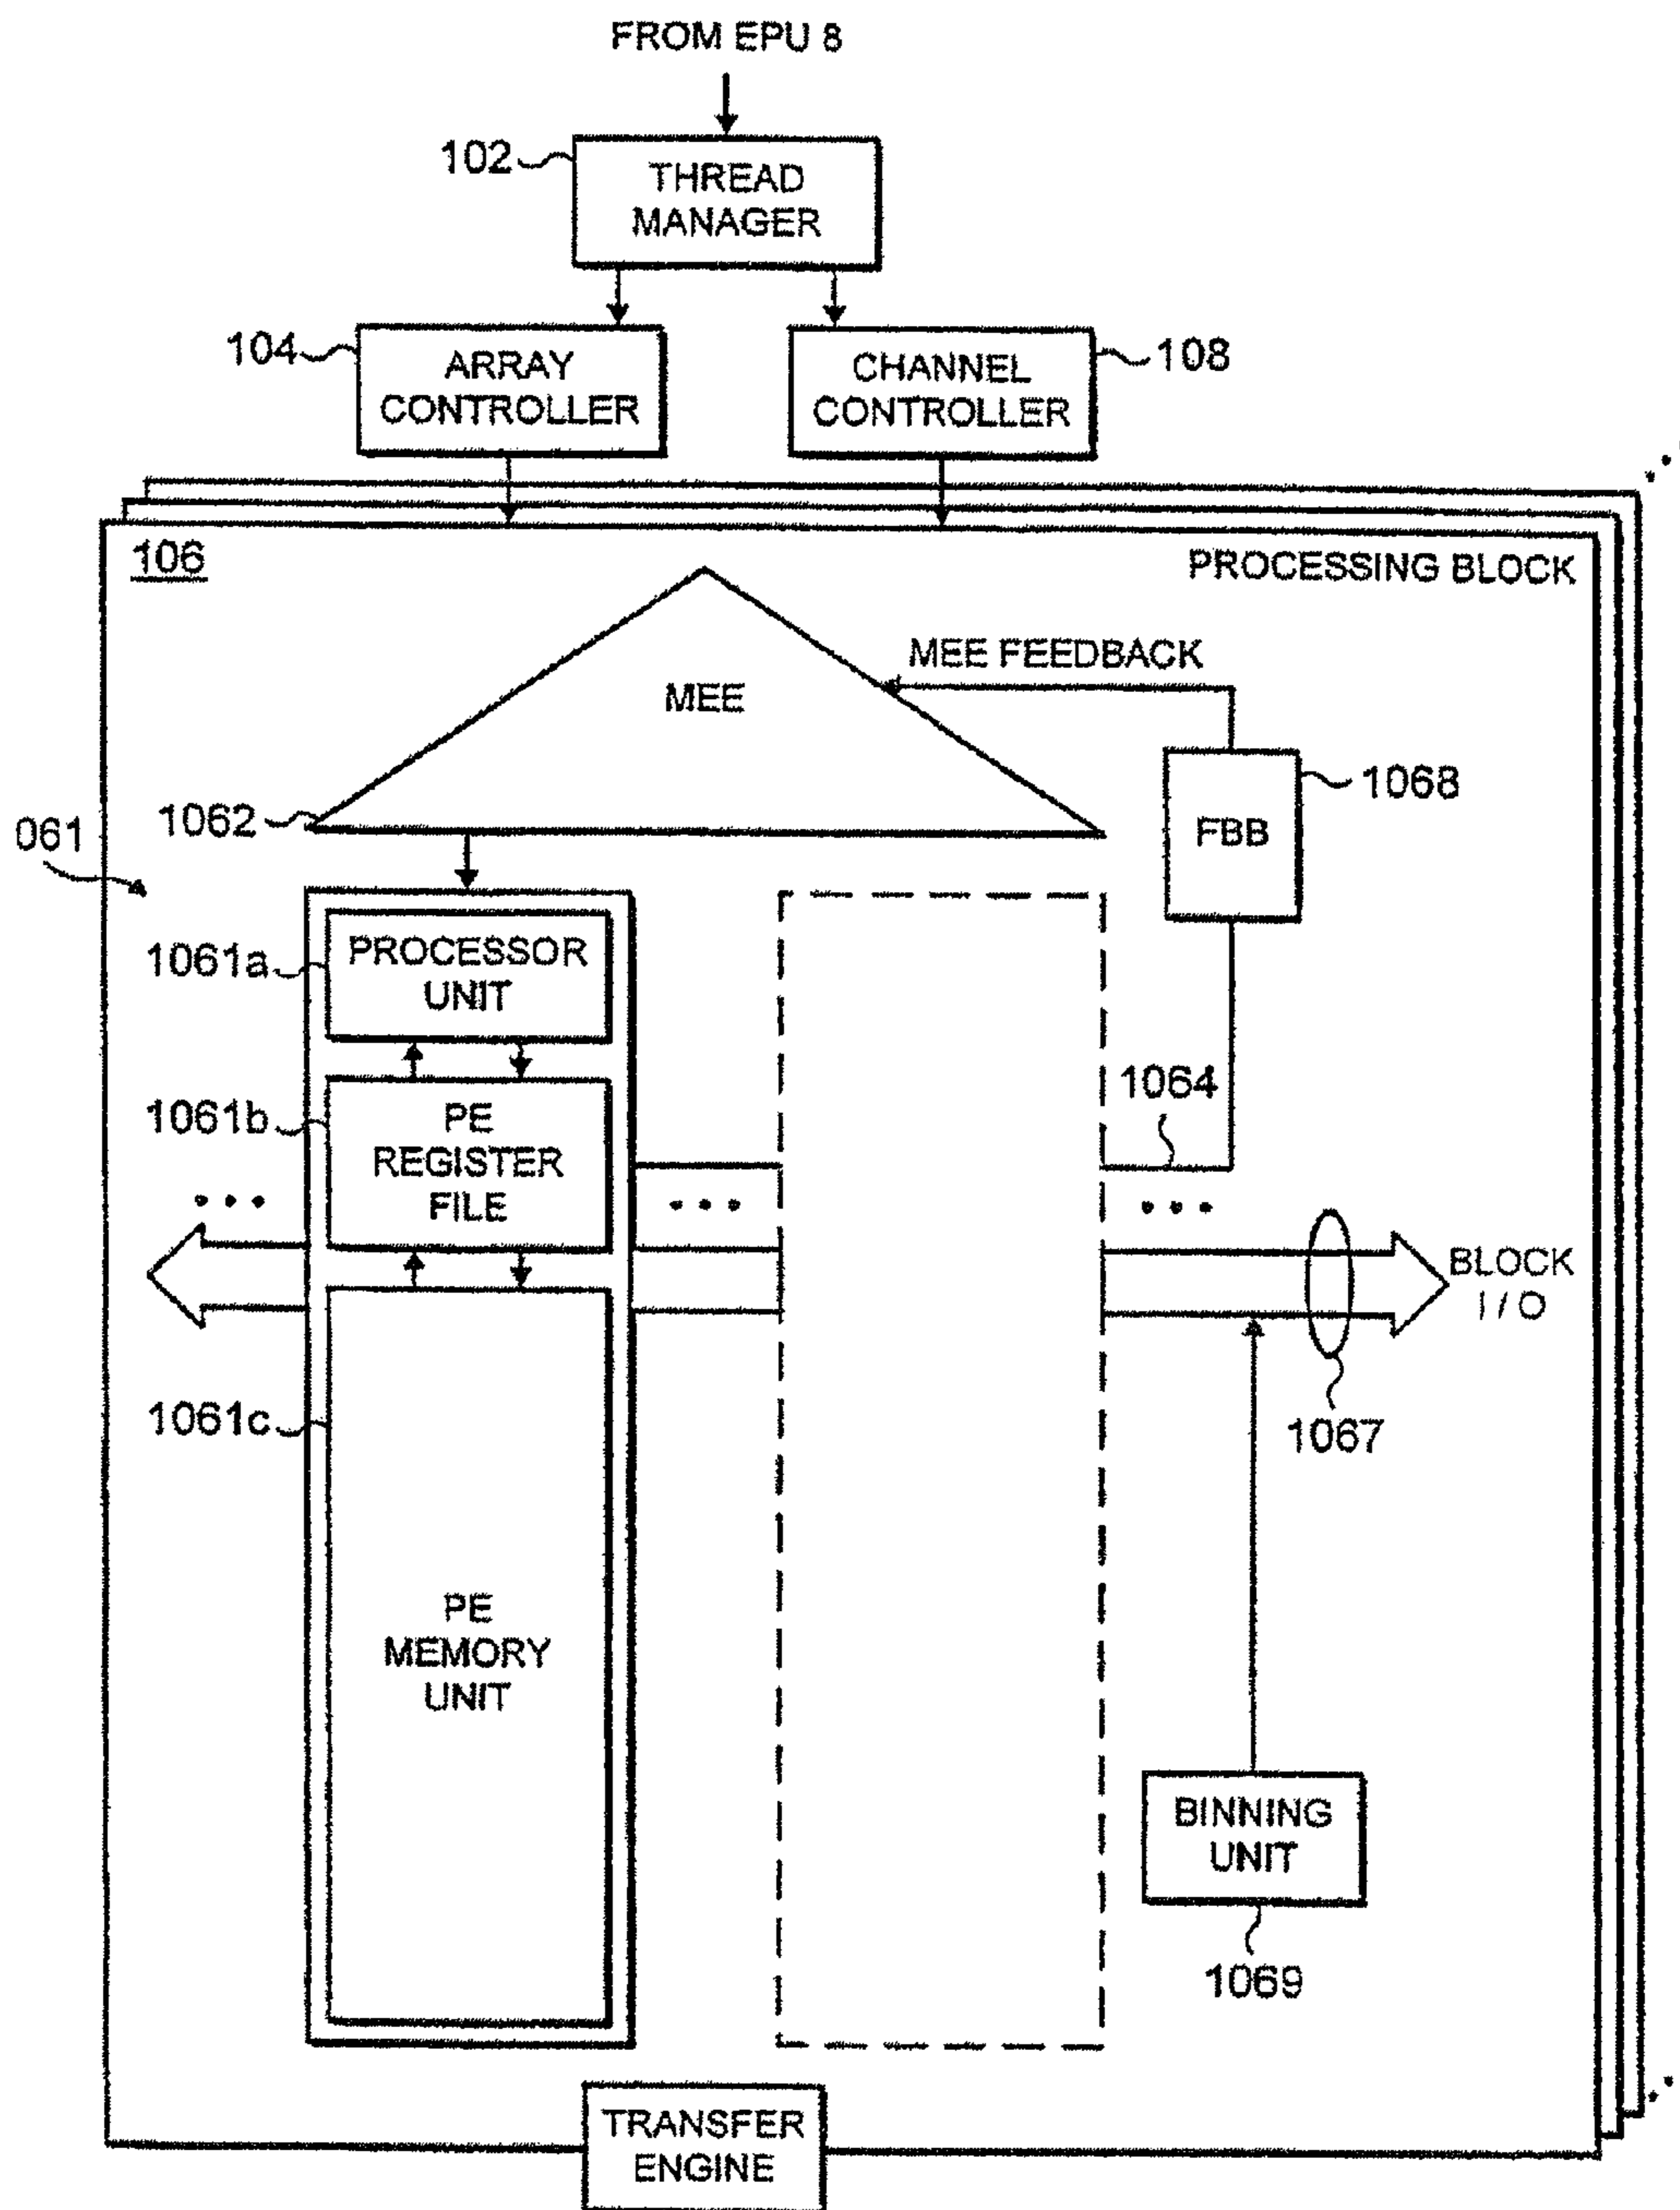 FROM EPU 8
102
THREAD
MANAGER
104
ARRAY
CONTROLLER
CHANNEL
CONTROLLER
108
106
PROCESSING BLOCK
MEE FEEDBACK
MEE
1062
FBB
1068
061
1061a
PROCESSOR
UNIT
1061b
PE
REGISTER
FILE
1064
BLOCK
I / O
1061c
1067
PE
MEMORY
UNIT
BINNING
UNIT
1069
TRANSFER
ENGINE